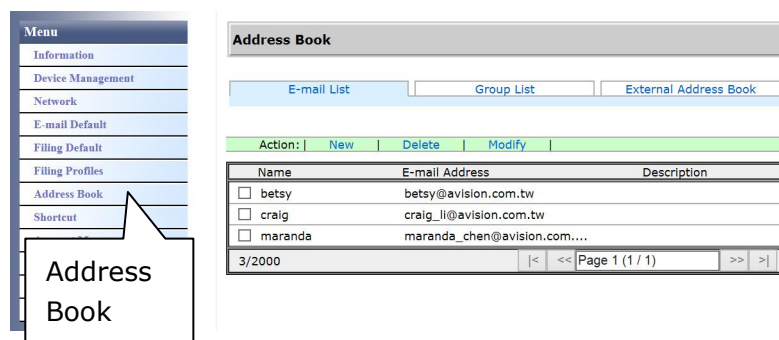 Menu
Information
Device Management
Network
E-mail Default
Filing Default
Filing Profiles
Address Book
Shortcut
Address
Book
Address Book
E-mail List Group List External Address Book
Action: | New | Delete | Modify |
Name E-mail Address Description
betsy betsy@avision.com.tw
craig craig_li@avision.com.tw
maranda maranda_chen@avision.com....
3/2000 |< << Page 1 (1 / 1) >> >|